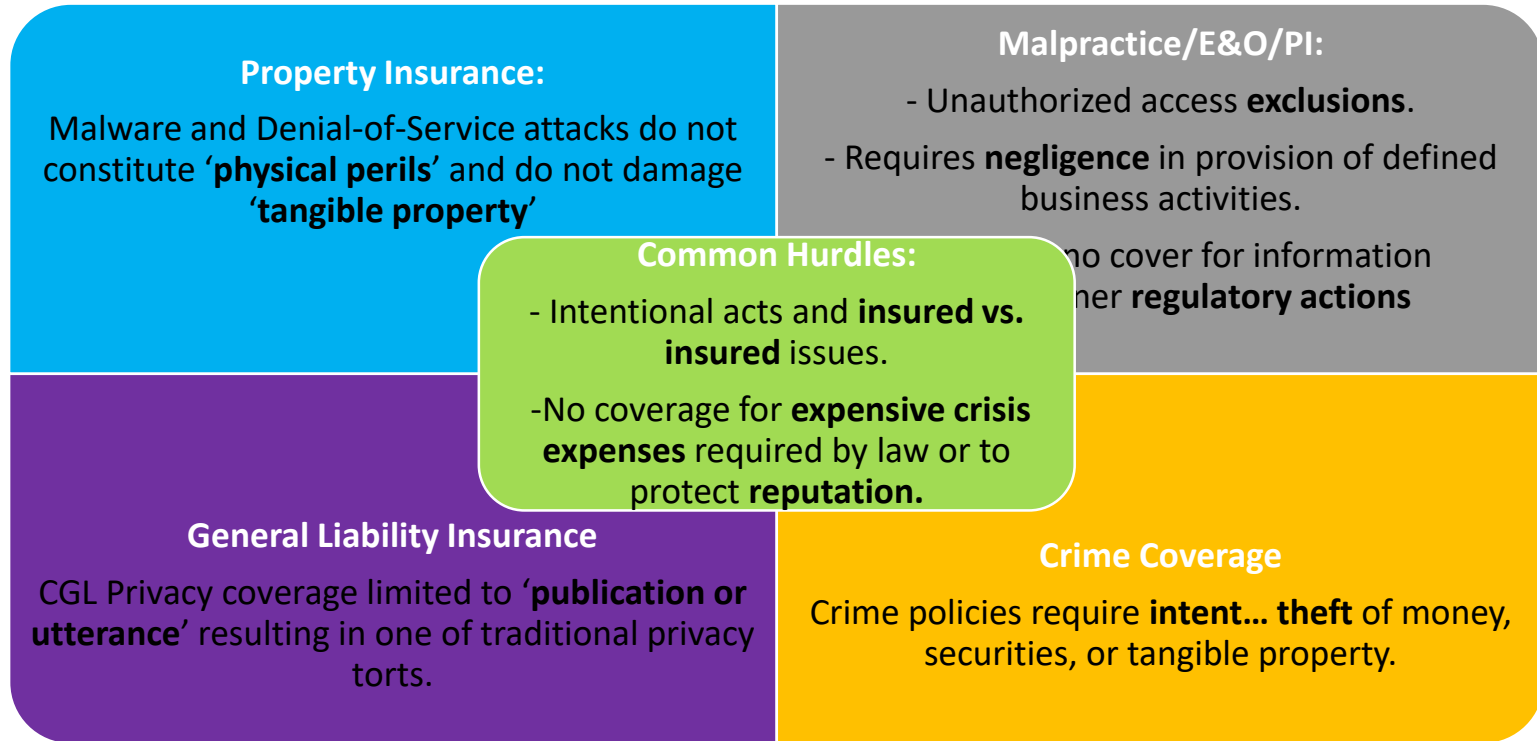 Property Insurance:
Malware and Denial-of-Service attacks do not
constitute ‘physical perils’ and do not damage
‘tangible property’
Malpractice/E&O/PI:
- Unauthorized access exclusions.
- Requires negligence in provision of defined
business activities.
no cover for information
regulatory actions
Common Hurdles:
- Intentional acts and insured vs.
insured issues.
-No coverage for expensive crisis
expenses required by law or to
protect reputation.
General Liability Insurance
CGL Privacy coverage limited to ‘publication or
utterance’ resulting in one of traditional privacy
torts.
Crime Coverage
Crime policies require intent... theft of money,
securities, or tangible property.